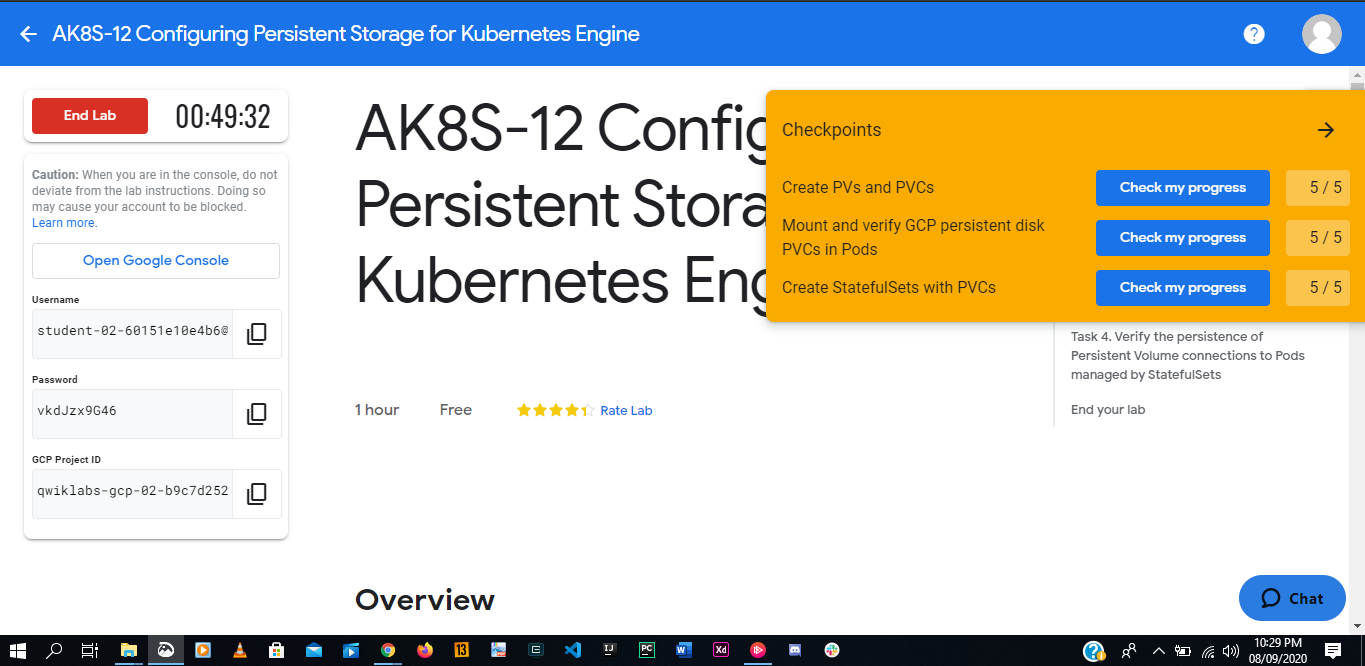 AK8S-12 Configuring Persistent Storage for Kubernetes Engine
?
End Lab
00:49:32
Caution: When you are in the console, do not
deviate from the lab instructions. Doing so
may cause your account to be blocked.
Learn more.
Open Google Console
Username
student-02-60151e10e4b6@
Password
vkdJzx9G46
GCP Project ID
qwiklabs-gcp-02-b9c7d252
AK8S-12 Config
Persistent Stora
Kubernetes Eng
1 hour
Free
Rate Lab
Overview
Checkpoints
Create PVs and PVCs
Check my progress
5 / 5
Mount and verify GCP persistent disk
PVCs in Pods
Check my progress
5 / 5
Create StatefulSets with PVCs
Check my progress
5 / 5
Task 4. Verify the persistence of
Persistent Volume connections to Pods
managed by StatefulSets
End your lab
Chat
13
E
IJ
PC
W
Xd
?
10:29 PM
08/09/2020